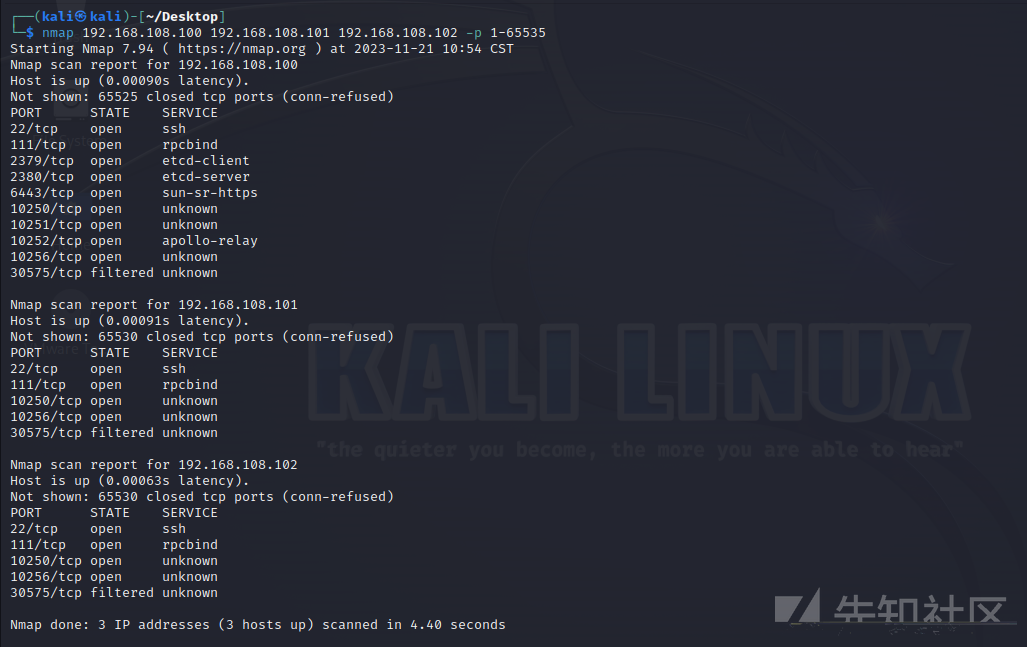 ┌──(kali㉿kali)-[~/Desktop]
└─$ nmap 192.168.108.100 192.168.108.101 192.168.108.102 -p 1-65535
Starting Nmap 7.94 ( https://nmap.org ) at 2023-11-21 10:54 CST
Nmap scan report for 192.168.108.100
Host is up (0.00090s latency).
Not shown: 65525 closed tcp ports (conn-refused)
PORT      STATE    SERVICE
22/tcp    open     ssh
111/tcp   open     rpcbind
2379/tcp  open     etcd-client
2380/tcp  open     etcd-server
6443/tcp  open     sun-sr-https
10250/tcp open     unknown
10251/tcp open     unknown
10252/tcp open     apollo-relay
10256/tcp open     unknown
30575/tcp filtered unknown

Nmap scan report for 192.168.108.101
Host is up (0.00091s latency).
Not shown: 65530 closed tcp ports (conn-refused)
PORT      STATE    SERVICE
22/tcp    open     ssh
111/tcp   open     rpcbind
10250/tcp open     unknown
10256/tcp open     unknown
30575/tcp filtered unknown

Nmap scan report for 192.168.108.102
Host is up (0.00063s latency).
Not shown: 65530 closed tcp ports (conn-refused)
PORT      STATE    SERVICE
22/tcp    open     ssh
111/tcp   open     rpcbind
10250/tcp open     unknown
10256/tcp open     unknown
30575/tcp filtered unknown

Nmap done: 3 IP addresses (3 hosts up) scanned in 4.40 seconds
KALI LINUX
"the quieter you become, the more you are able to hear"
先知社区